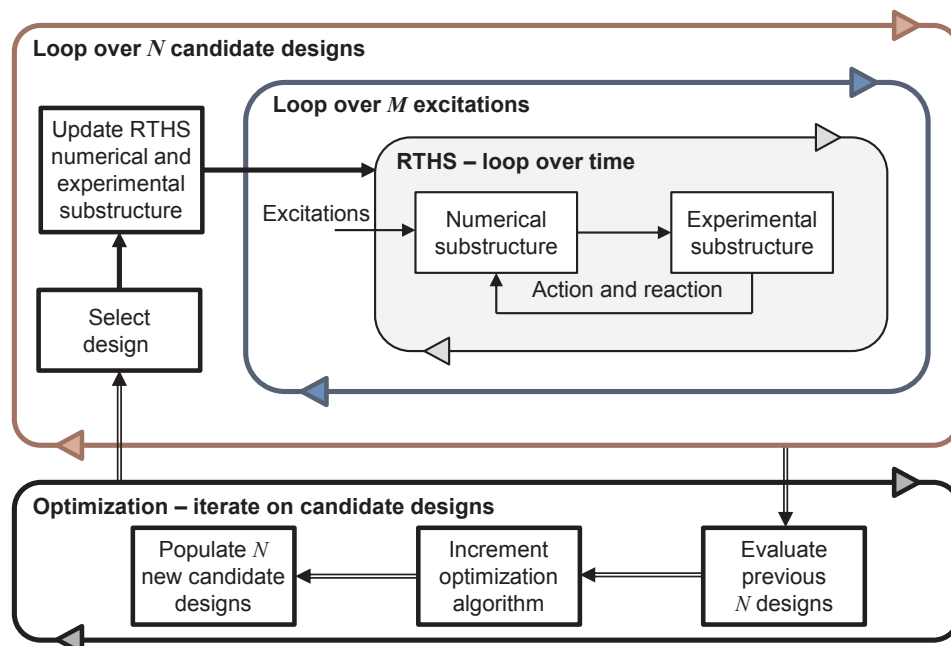 Loop over N candidate designs
Loop over M excitations
Update RTHS
numerical and
experimental
substructure
RTHS – loop over time
Excitations
Numerical
substructure
Experimental
substructure
Action and reaction
Select
design
Optimization – iterate on candidate designs
Populate N
new candidate
designs
Increment
optimization
algorithm
Evaluate
previous
N designs